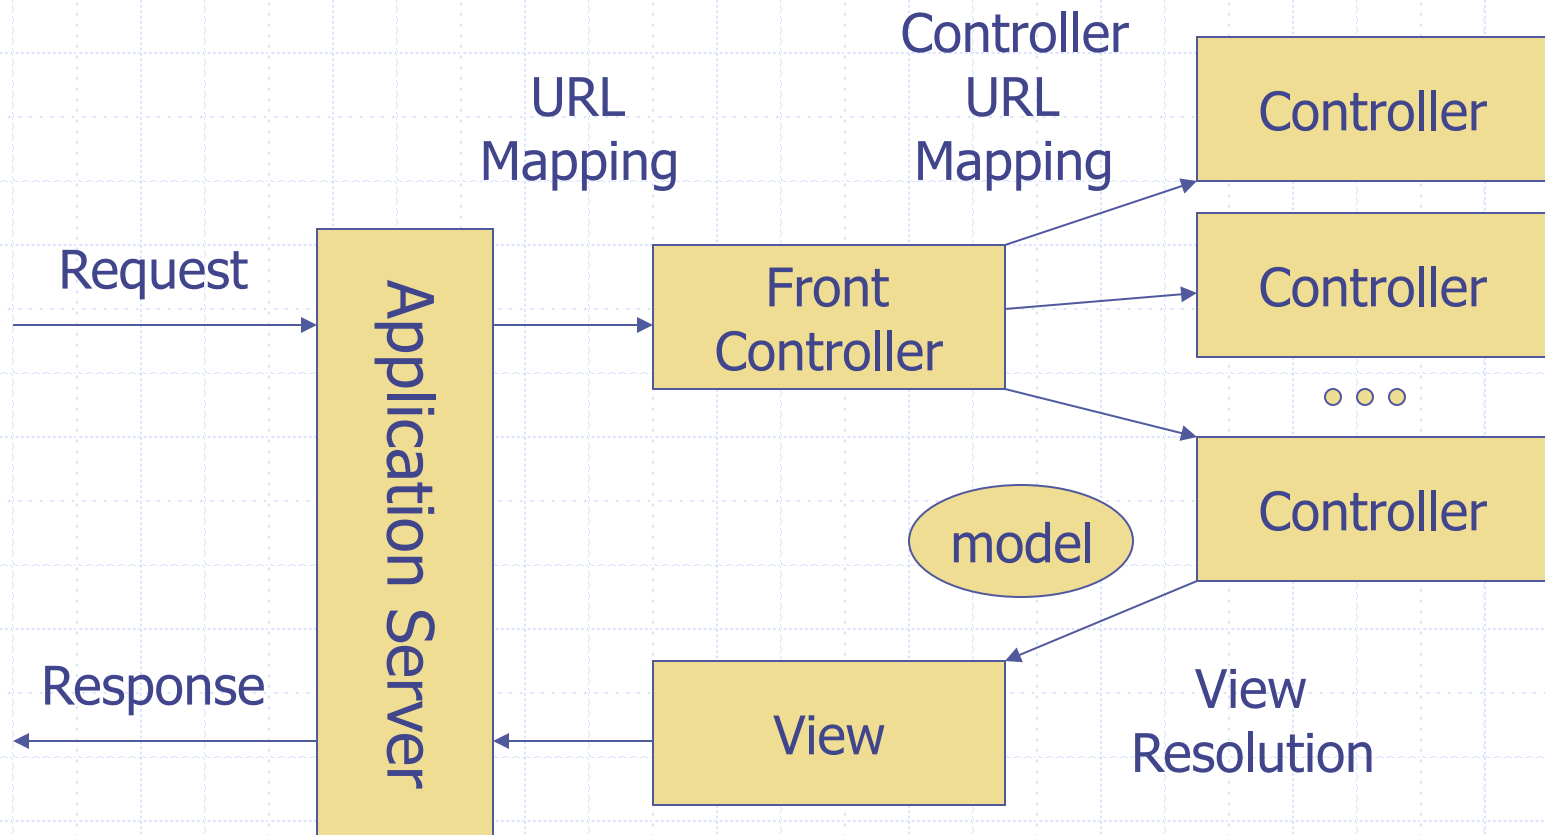 Controller
URL
Mapping
URL
Mapping
Controller
Request
Application Server
Front
Controller
Controller
Controller
model
Response
View
View
Resolution